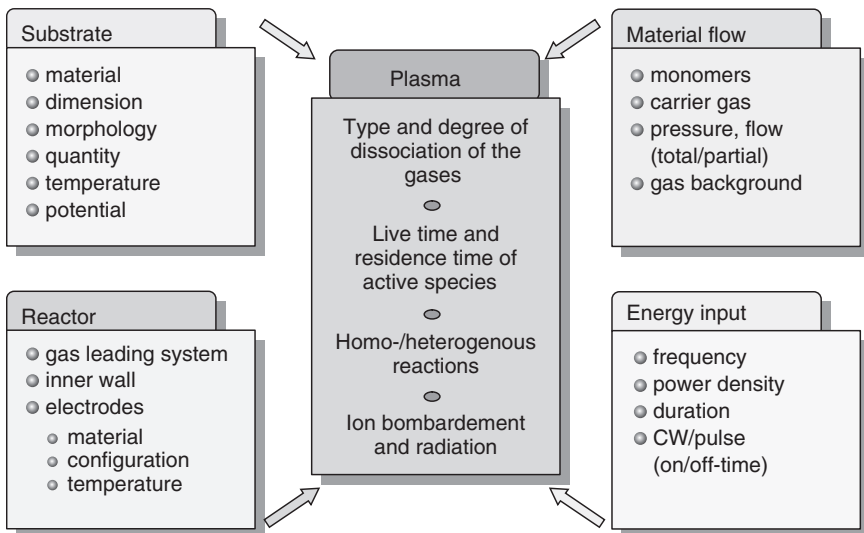 Substrate
material
dimension
morphology
quantity
temperature
potential
Plasma
Type and degree of
dissociation of the
gases
Live time and
residence time of
active species
Homo-/heterogenous
reactions
Ion bombardement
and radiation
Material flow
monomers
carrier gas
pressure, flow
(total/partial)
gas background
Reactor
gas leading system
inner wall
electrodes
material
configuration
temperature
Energy input
frequency
power density
duration
CW/pulse
(on/off-time)